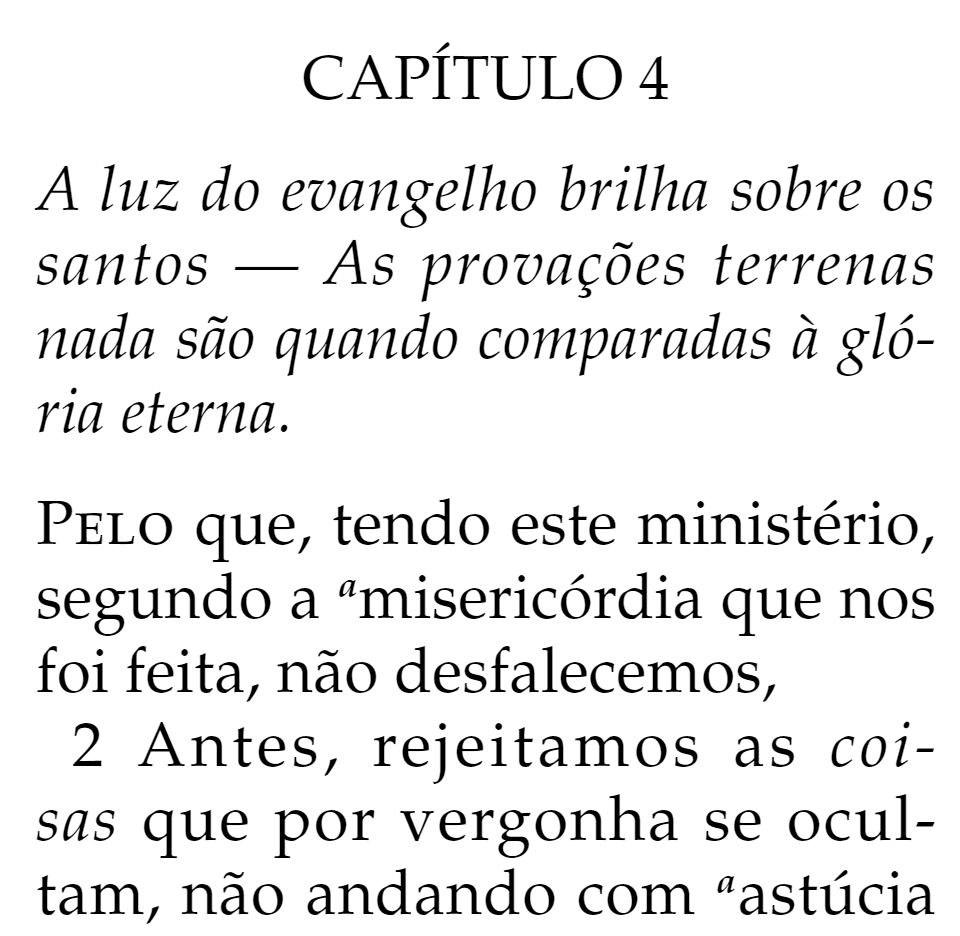 CAPÍTULO 4
A luz do evangelho brilha sobre os
santos — As provações terrenas
nada são quando comparadas à gló-
ria eterna.
Pelo que, tendo este ministério,
segundo a ᵃmisericórdia que nos
foi feita, não desfalecemos,
2 Antes, rejeitamos as coi-
sas que por vergonha se ocul-
tam, não andando com ᵃastúcia